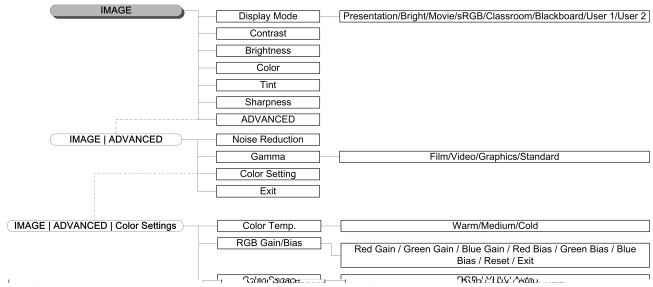 IMAGE
Display Mode
Presentation/Bright/Movie/sRGB/Classroom/Blackboard/User 1/User 2
Contrast
Brightness
Color
Tint
Sharpness
ADVANCED
IMAGE | ADVANCED
Noise Reduction
Gamma
Film/Video/Graphics/Standard
Color Setting
Exit
IMAGE | ADVANCED | Color Settings
Color Temp.
Warm/Medium/Cold
RGB Gain/Bias
Red Gain / Green Gain / Blue Gain / Red Bias / Green Bias / Blue
Bias / Reset / Exit